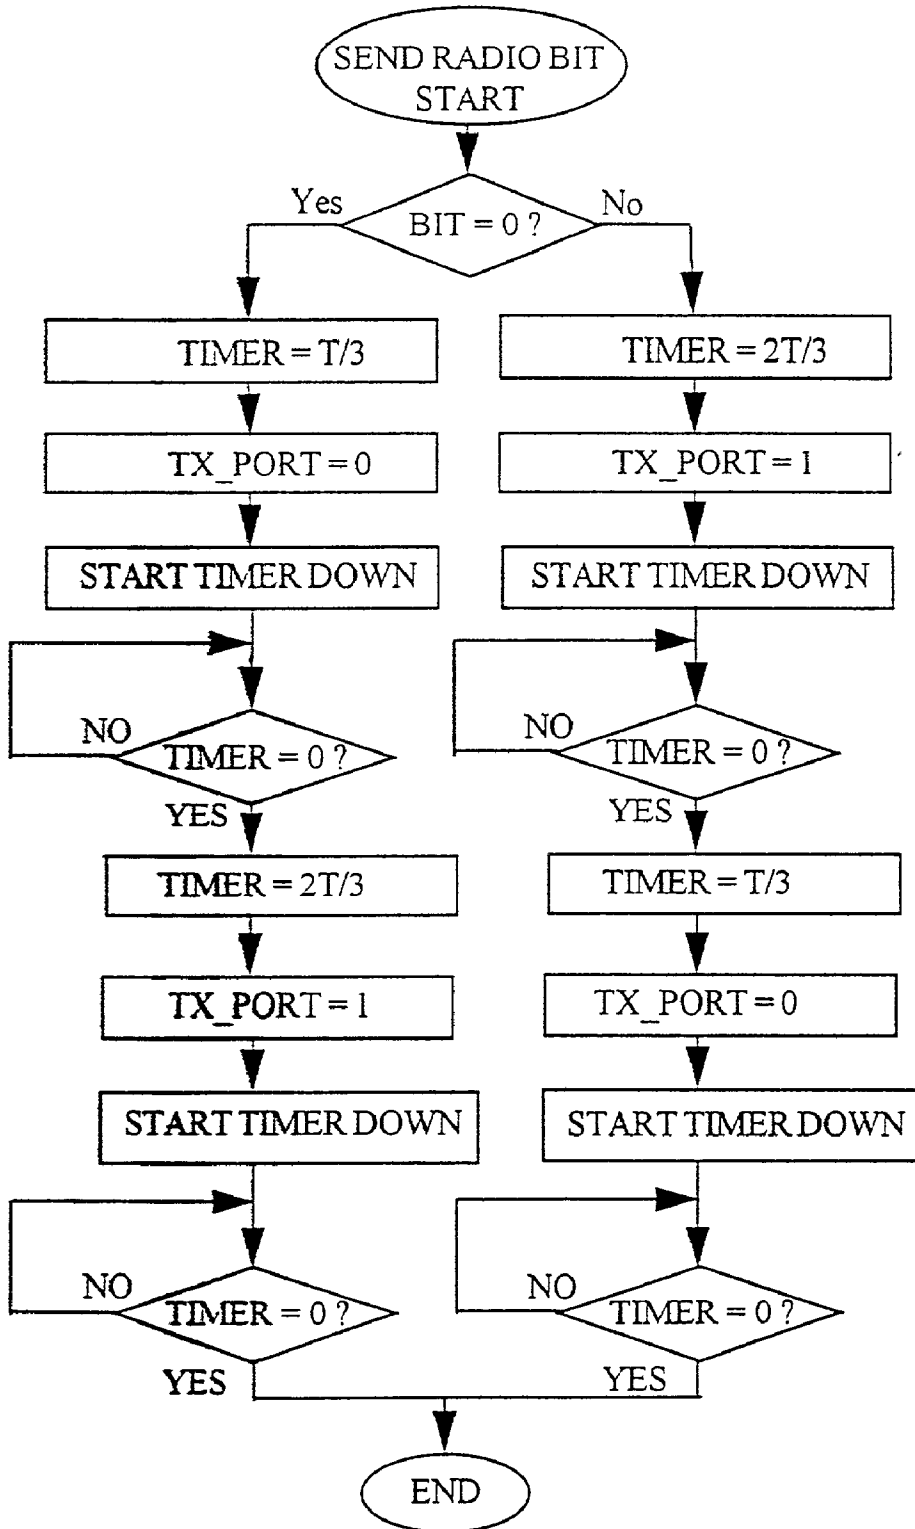 SEND RADIO BIT
START
Yes
BIT = 0 ?
No
TIMER = T/3
TIMER = 2T/3
TX_PORT = 0
TX_PORT = 1
START TIMER DOWN
START TIMER DOWN
NO
TIMER = 0 ?
NO
TIMER = 0 ?
YES
YES
TIMER = 2T/3
TIMER = T/3
TX_PORT = 1
TX_PORT = 0
START TIMER DOWN
START TIMER DOWN
NO
TIMER = 0 ?
NO
TIMER = 0 ?
YES
YES
END